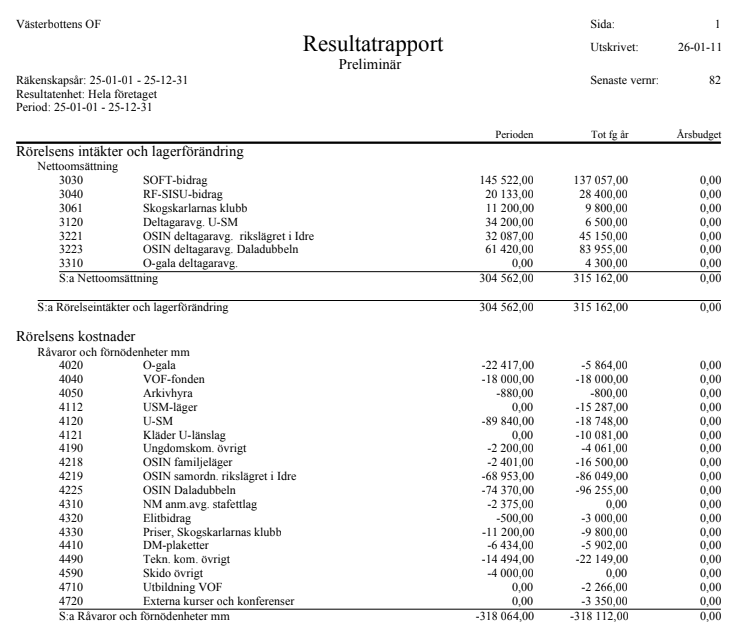 Västerbottens OF Sida: 1
Resultatrapport Utskrivet: 26-01-11
Preliminär
Räkenskapsår: 25-01-01 - 25-12-31 Senaste vernr: 82
Resultatenhet: Hela företaget
Period: 25-01-01 - 25-12-31
Perioden Tot fg år Årsbudget
Rörelsens intäkter och lagerförändring
Nettoomsättning
3030 SOFT-bidrag 145 522,00 137 057,00 0,00
3040 RF-SISU-bidrag 20 133,00 28 400,00 0,00
3061 Skogskarlarnas klubb 11 200,00 9 800,00 0,00
3120 Deltagaravg. U-SM 34 200,00 6 500,00 0,00
3221 OSIN deltagaravg. rikslägret i Idre 32 087,00 45 150,00 0,00
3223 OSIN deltagaravg. Daladubbeln 61 420,00 83 955,00 0,00
3310 O-gala deltagaravg. 0,00 4 300,00 0,00
S:a Nettoomsättning 304 562,00 315 162,00 0,00
S:a Rörelseintäkter och lagerförändring 304 562,00 315 162,00 0,00
Rörelsens kostnader
Råvaror och förnödenheter mm
4020 O-gala -22 417,00 -5 864,00 0,00
4040 VOF-fonden -18 000,00 -18 000,00 0,00
4050 Arkivhyra -880,00 -800,00 0,00
4112 USM-läger 0,00 -15 287,00 0,00
4120 U-SM -89 840,00 -18 748,00 0,00
4121 Kläder U-länslag 0,00 -10 081,00 0,00
4190 Ungdomskom. övrigt -2 200,00 -4 061,00 0,00
4218 OSIN familjeläger -2 401,00 -16 500,00 0,00
4219 OSIN samordn. rikslägret i Idre -68 953,00 -86 049,00 0,00
4225 OSIN Daladubbeln -74 370,00 -96 255,00 0,00
4310 NM anm.avg. stafettlag -2 375,00 0,00 0,00
4320 Elitbidrag -500,00 -3 000,00 0,00
4330 Priser, Skogskarlarnas klubb -11 200,00 -9 800,00 0,00
4410 DM-plaketter -6 434,00 -5 902,00 0,00
4490 Tekn. kom. övrigt -14 494,00 -22 149,00 0,00
4590 Skido övrigt -4 000,00 0,00 0,00
4710 Utbildning VOF 0,00 -2 266,00 0,00
4720 Externa kurser och konferenser 0,00 -3 350,00 0,00
S:a Råvaror och förnödenheter mm -318 064,00 -318 112,00 0,00